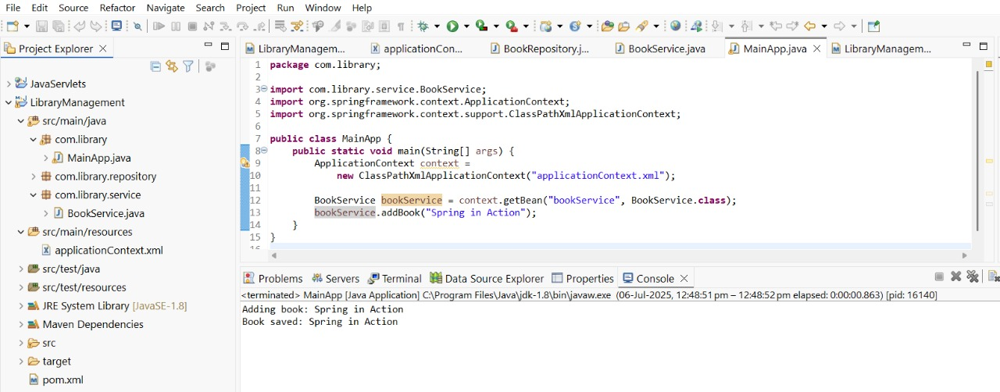 File Edit Source Refactor Navigate Search Project Run Window Help
Project Explorer
JavaServlets
LibraryManagement
src/main/java
com.library
MainApp.java
com.library.repository
com.library.service
BookService.java
src/main/resources
applicationContext.xml
src/test/java
src/test/resources
JRE System Library [JavaSE-1.8]
Maven Dependencies
src
target
pom.xml
LibraryManagem... applicationCon... BookRepository.j... BookService.java MainApp.java LibraryManagem...
1 package com.library;
2
3 import com.library.service.BookService;
4 import org.springframework.context.ApplicationContext;
5 import org.springframework.context.support.ClassPathXmlApplicationContext;
6
7 public class MainApp {
8 public static void main(String[] args) {
9 ApplicationContext context =
10 new ClassPathXmlApplicationContext("applicationContext.xml");
11
12 BookService bookService = context.getBean("bookService", BookService.class);
13 bookService.addBook("Spring in Action");
14 }
15 }
16
Problems Servers Terminal Data Source Explorer Properties Console
<terminated> MainApp [Java Application] C:\Program Files\Java\jdk-1.8\bin\javaw.exe (06-Jul-2025, 12:48:51 pm – 12:48:52 pm elapsed: 0:00:00.863) [pid: 16140]
Adding book: Spring in Action
Book saved: Spring in Action